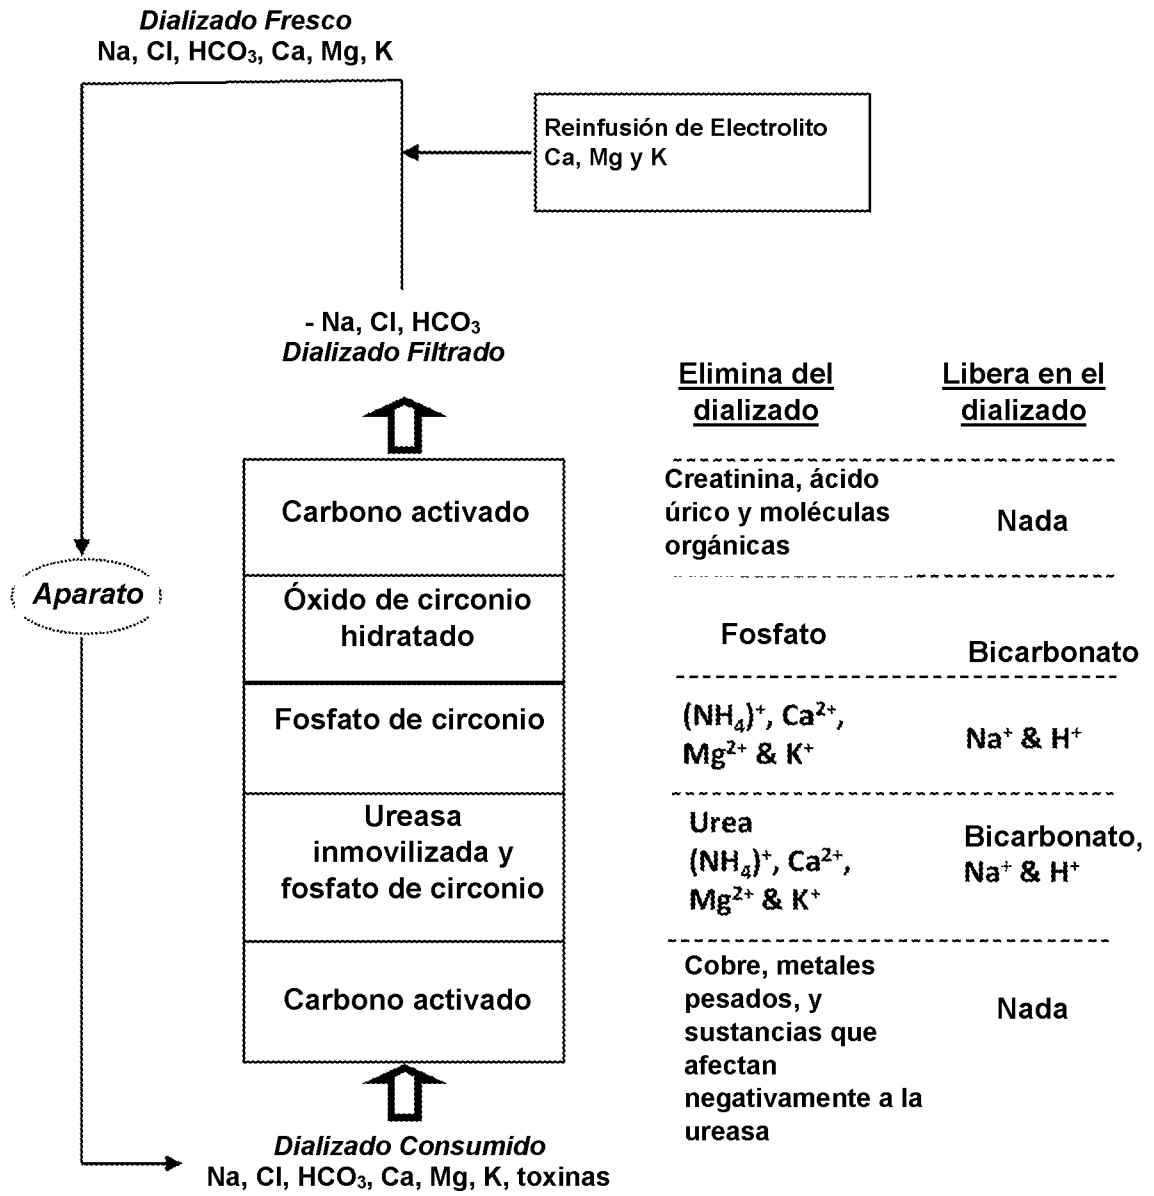 Dializado Fresco
Na, Cl, HCO₃, Ca, Mg, K
Reinfusión de Electrolito
Ca, Mg y K
- Na, Cl, HCO₃
Dializado Filtrado
Elimina del
dializado
Libera en el
dializado
Carbono activado
Creatinina, ácido
úrico y moléculas
orgánicas
Nada
Aparato
Óxido de circonio
hidratado
Fosfato
Bicarbonato
Fosfato de circonio
(NH₄)⁺, Ca²⁺,
Mg²⁺ & K⁺
Na⁺ & H⁺
Ureasa
inmovilizada y
fosfato de circonio
Urea
(NH₄)⁺, Ca²⁺,
Mg²⁺ & K⁺
Bicarbonato,
Na⁺ & H⁺
Carbono activado
Cobre, metales
pesados, y
sustancias que
afectan
negativamente a la
ureasa
Nada
Dializado Consumido
Na, Cl, HCO₃, Ca, Mg, K, toxinas